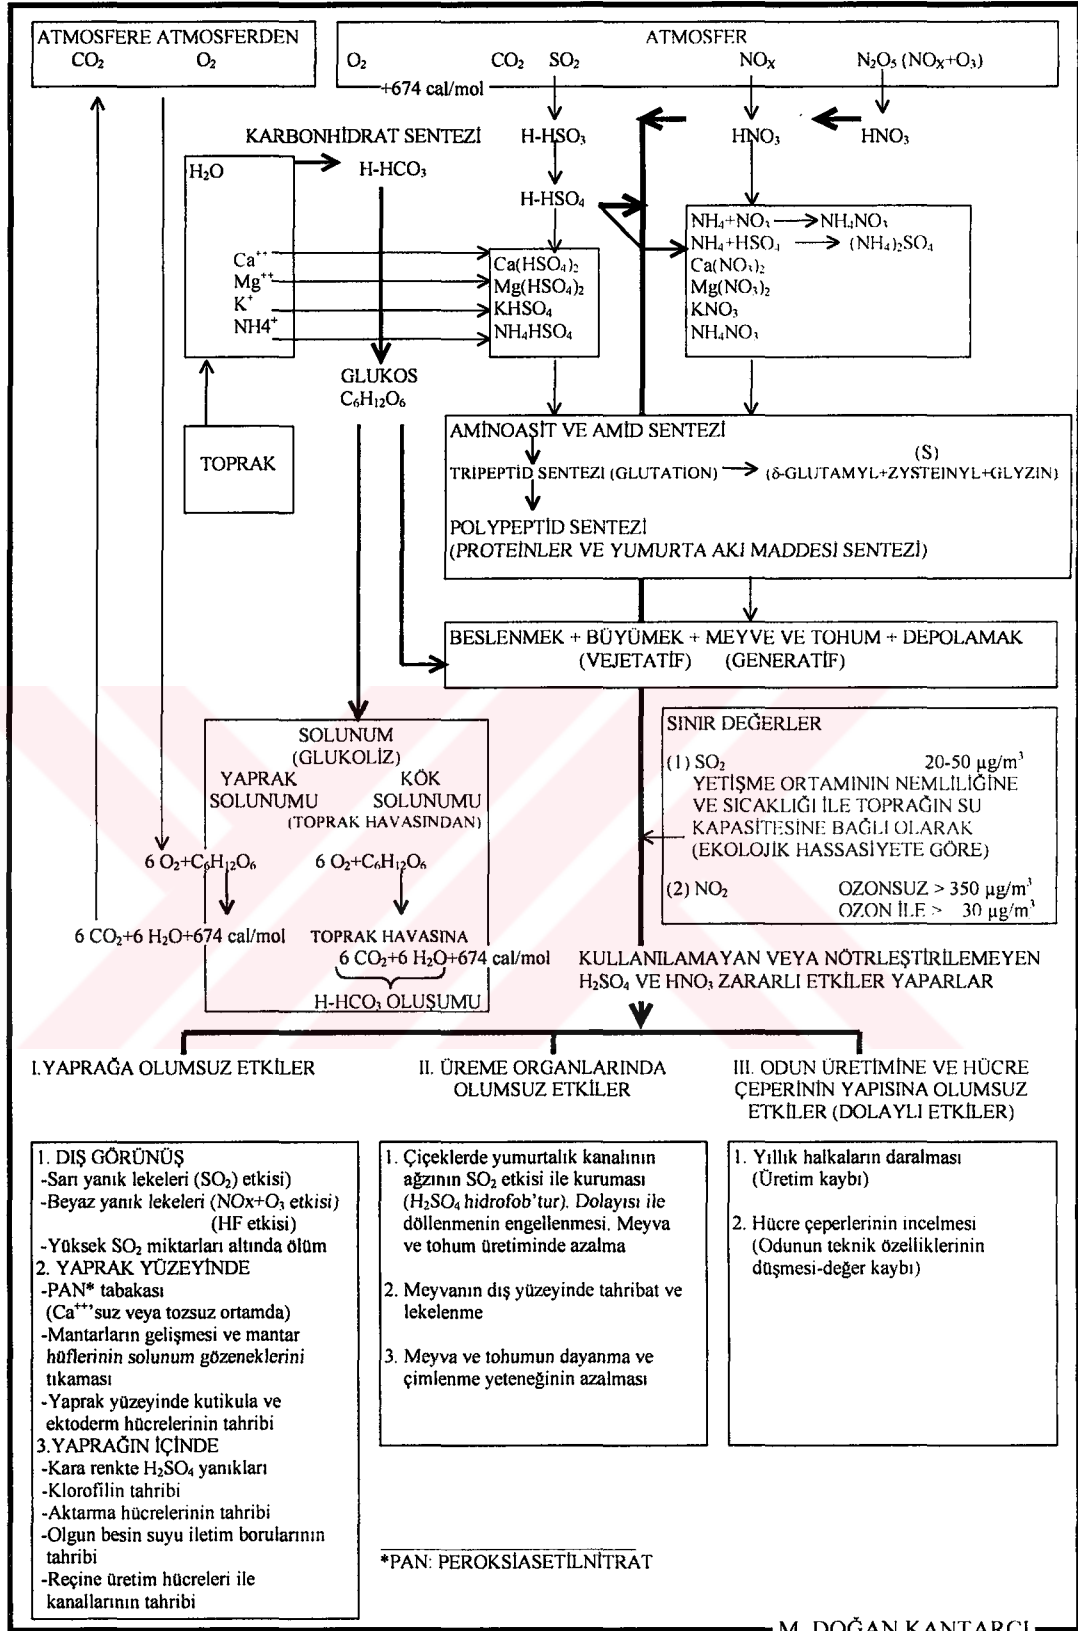 ATMOSFERE ATMOSFERDEN
CO₂ O₂
ATMOSFER
O₂ CO₂ SO₂ NOx N₂O₅ (NOx+O₃)
+674 cal/mol
KARBONHİDRAT SENTEZİ
H-HSO₃ HNO₃ HNO₃
H₂O
H-HCO₃
H-HSO₄
Ca⁺⁺
Mg⁺⁺
K⁺
NH4⁺
Ca(HSO₄)₂
Mg(HSO₄)₂
KHSO₄
NH₄HSO₄
NH₄+NO₃ → NH₄NO₃
NH₄+HSO₄ → (NH₄)₂SO₄
Ca(NO₃)₂
Mg(NO₃)₂
KNO₃
NH₄NO₃
GLUKOS
C₆H₁₂O₆
TOPRAK
AMİNOASİT VE AMİD SENTEZİ
(S)
TRİPEPTİD SENTEZİ (GLUTATION) → (δ-GLUTAMYL+ZYSTEINYL+GLYZIN)
POLYPEPTİD SENTEZİ
(PROTEİNLER VE YUMURTA AKI MADDESİ SENTEZİ)
BESLENMEK + BÜYÜMEK + MEYVE VE TOHUM + DEPOLAMAK
(VEJETATİF) (GENERATİF)
SOLUNUM
(GLUKOLİZ)
YAPRAK KÖK
SOLUNUMU SOLUNUMU
(TOPRAK HAVASINDAN)
6 O₂+C₆H₁₂O₆ 6 O₂+C₆H₁₂O₆
6 CO₂+6 H₂O+674 cal/mol
TOPRAK HAVASINA
6 CO₂+6 H₂O+674 cal/mol
H-HCO₃ OLUŞUMU
SINIR DEĞERLER
(1) SO₂ 20-50 µg/m³
YETİŞME ORTAMININ NEMLİLİĞİNE
VE SICAKLIĞI İLE TOPRAĞIN SU
KAPASİTESİNE BAĞLI OLARAK
(EKOLOJİK HASSASİYETE GÖRE)
(2) NO₂ OZONSUZ > 350 µg/m³
OZON İLE > 30 µg/m³
KULLANILAMAYAN VEYA NÖTRLEŞTİRİLEMEYEN
H₂SO₄ VE HNO₃ ZARARLI ETKİLER YAPARLAR
I.YAPRAĞA OLUMSUZ ETKİLER
II. ÜREME ORGANLARINDA
OLUMSUZ ETKİLER
III. ODUN ÜRETİMİNE VE HÜCRE
ÇEPERİNİN YAPISINA OLUMSUZ
ETKİLER (DOLAYLI ETKİLER)
1. DIŞ GÖRÜNÜŞ
-Sarı yanık lekeleri (SO₂) etkisi)
-Beyaz yanık lekeleri (NOx+O₃ etkisi)
(HF etkisi)
-Yüksek SO₂ miktarları altında ölüm
2. YAPRAK YÜZEYİNDE
-PAN* tabakası
(Ca⁺⁺'suz veya tozsuz ortamda)
-Mantarların gelişmesi ve mantar
hüflerinin solunum gözeneklerini
tıkaması
-Yaprak yüzeyinde kutikula ve
ektoderm hücrelerinin tahribi
3.YAPRAĞIN İÇİNDE
-Kara renkte H₂SO₄ yanıkları
-Klorofilin tahribi
-Aktarma hücrelerinin tahribi
-Olgun besin suyu iletim borularının
tahribi
-Reçine üretim hücreleri ile
kanallarının tahribi
1. Çiçeklerde yumurtalık kanalının
ağzının SO₂ etkisi ile kuruması
(H₂SO₄ hidrofob'tur). Dolayısı ile
döllenmenin engellenmesi. Meyva
ve tohum üretiminde azalma
2. Meyvanın dış yüzeyinde tahribat ve
lekelenme
3. Meyva ve tohumun dayanma ve
çimlenme yeteneğinin azalması
1. Yıllık halkaların daralması
(Üretim kaybı)
2. Hücre çeperlerinin incelmesi
(Odunun teknik özelliklerinin
düşmesi-değer kaybı)
*PAN: PEROKSİASETİLNİTRAT
M. DOĞAN KANTARCI